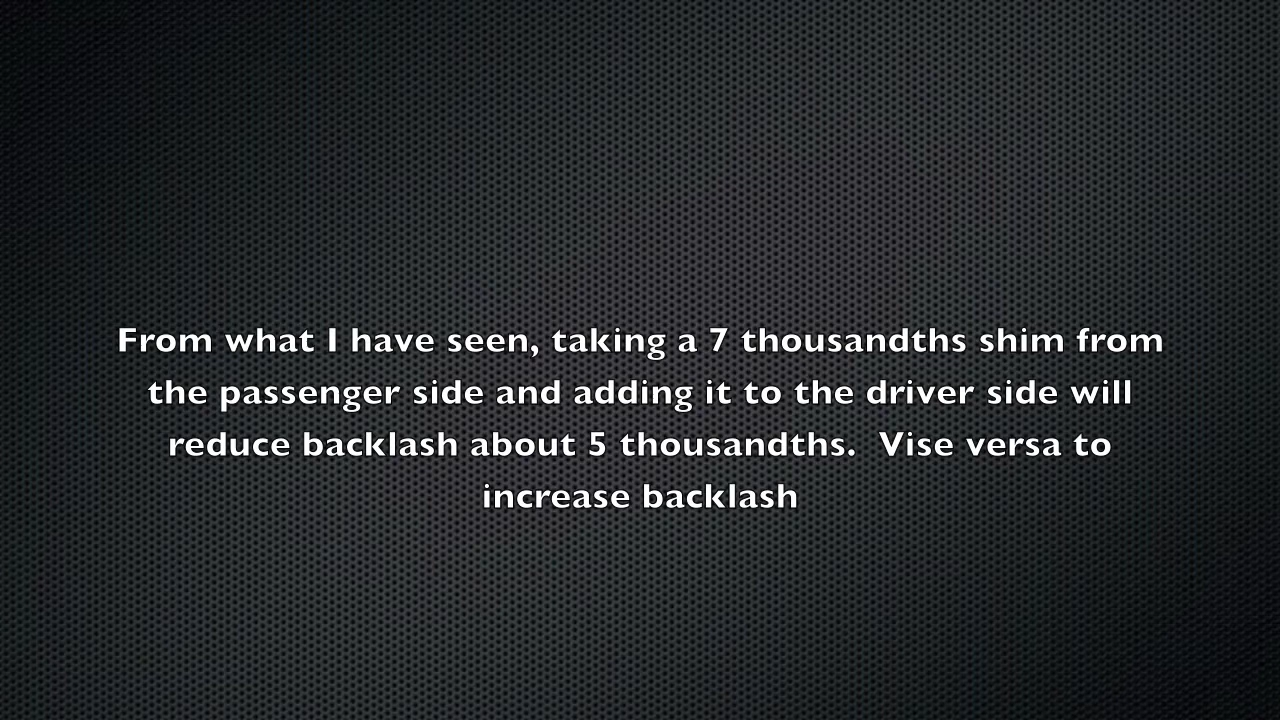 From what I have seen, taking a 7 thousandths shim from
the passenger side and adding it to the driver side will
reduce backlash about 5 thousandths.  Vise versa to
increase backlash